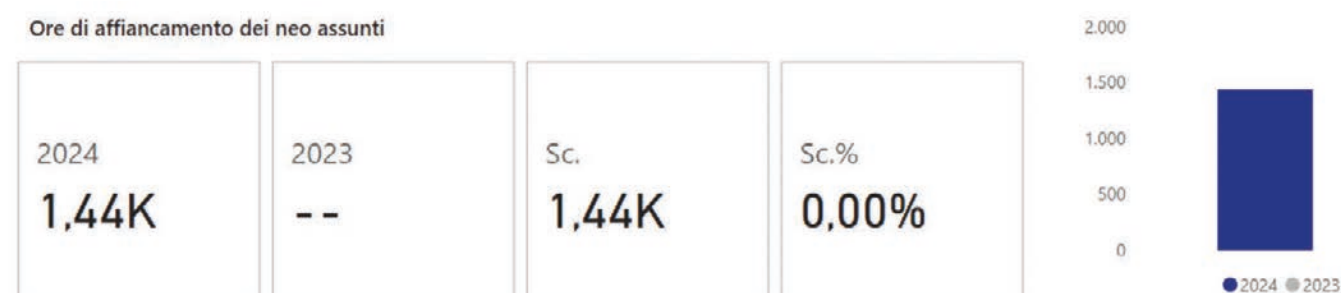 Ore di affiancamento dei neo assunti
2024
1,44K
2023
--
Sc.
1,44K
Sc.%
0,00%
2.000
1.500
1.000
500
0
2024 2023